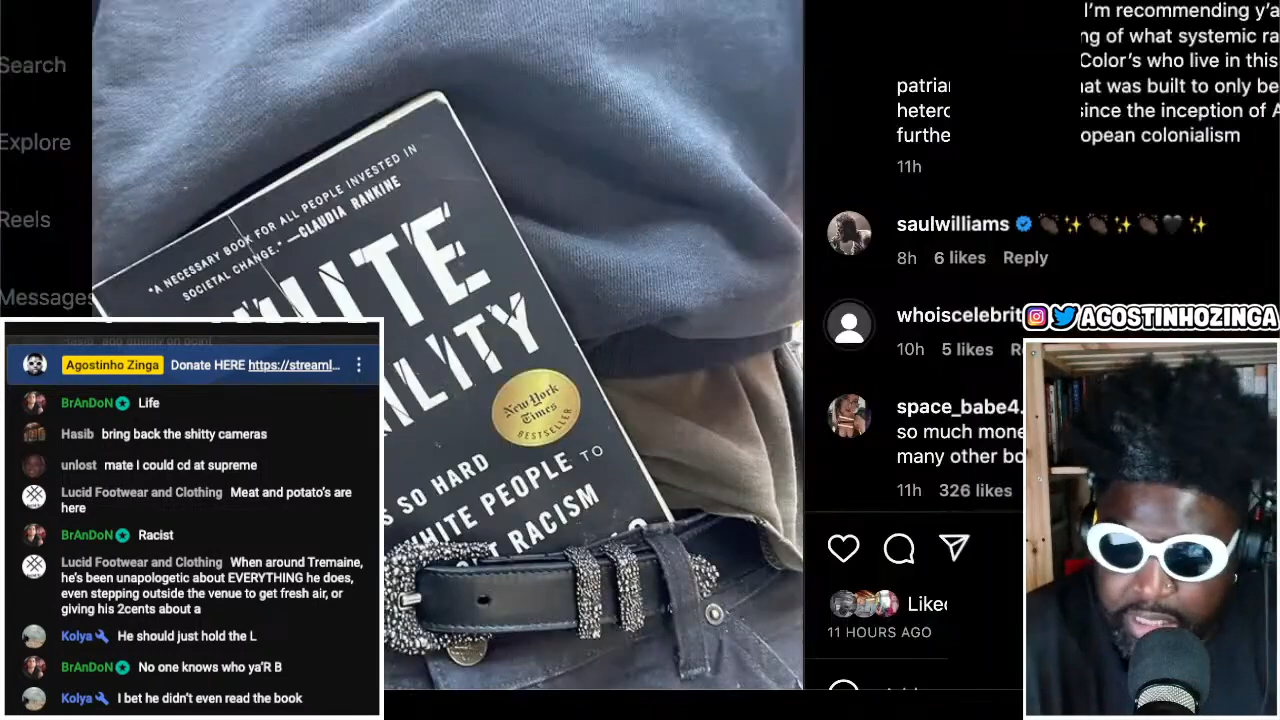 Search
Explore
Reels
Messages
"A NECESSARY BOOK FOR ALL PEOPLE INVESTED IN
SOCIETAL CHANGE." —CLAUDIA RANKINE
New York
Times
BESTSELLER
SO HARD
WHITE PEOPLE TO
RACISM
I'm recommending y'a
ng of what systemic ra
Color's who live in this
hat was built to only be
patriar
since the inception of A
hetero
opean colonialism
furthe
11h
saulwilliams
8h 6 likes Reply
whoiscelebrit
10h 5 likes R
space_babe4.
so much mone
many other bo
11h 326 likes
Liked
11 HOURS AGO
AGOSTINHOZINGA
Agostinho Zinga Donate HERE https://streaml...
BrAnDoN Life
Hasib bring back the shitty cameras
unlost mate I could cd at supreme
Lucid Footwear and Clothing Meat and potato's are
here
BrAnDoN Racist
Lucid Footwear and Clothing When around Tremaine,
he's been unapologetic about EVERYTHING he does,
even stepping outside the venue to get fresh air, or
giving his 2cents about a
Kolya He should just hold the L
BrAnDoN No one knows who ya'R B
Kolya I bet he didn't even read the book